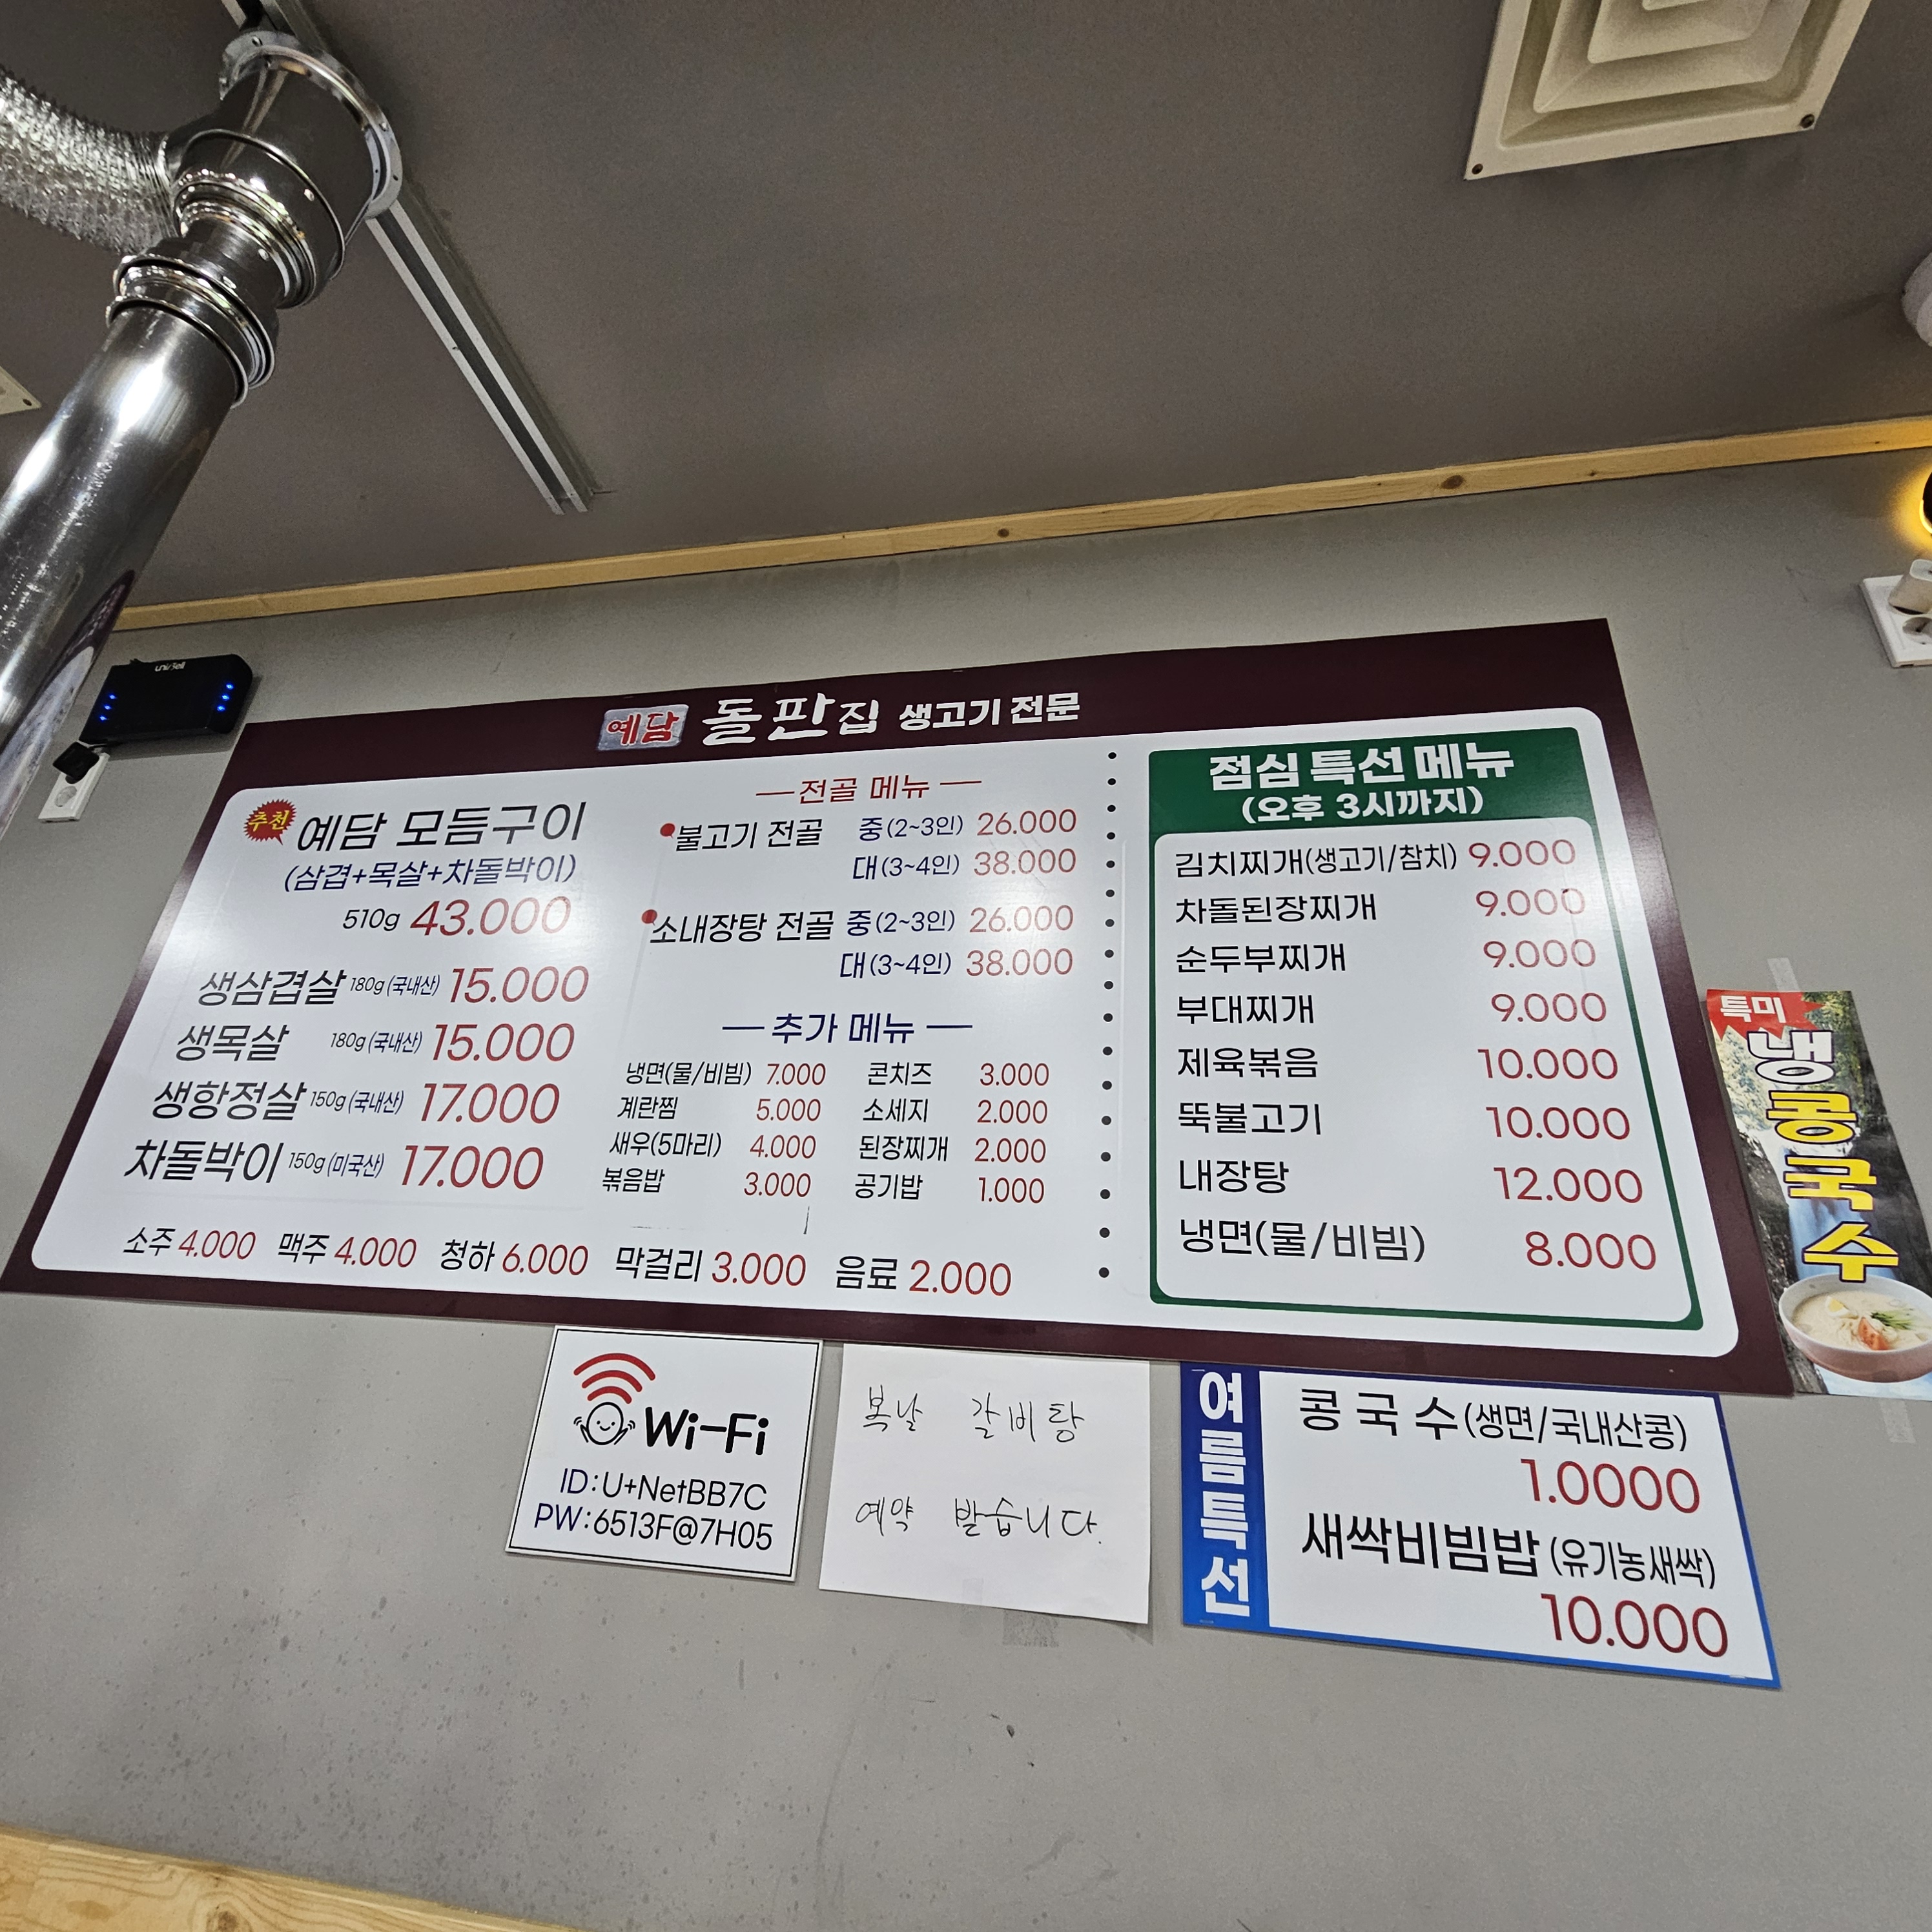 unicell
예담 돌판집 생고기 전문
추천
예담 모듬구이
(삼겹+목살+차돌박이)
510g 43.000
생삼겹살 180g (국내산) 15.000
생목살 180g (국내산) 15.000
생항정살 150g (국내산) 17.000
차돌박이 150g (미국산) 17.000
전골 메뉴
불고기 전골 중(2~3인) 26.000
대(3~4인) 38.000
소내장탕 전골 중(2~3인) 26.000
대(3~4인) 38.000
추가 메뉴
냉면(물/비빔) 7.000 콘치즈 3.000
계란찜 5.000 소세지 2.000
새우(5마리) 4.000 된장찌개 2.000
볶음밥 3.000 공기밥 1.000
소주 4.000 맥주 4.000 청하 6.000 막걸리 3.000 음료 2.000
점심 특선 메뉴
(오후 3시까지)
김치찌개(생고기/참치) 9.000
차돌된장찌개 9.000
순두부찌개 9.000
부대찌개 9.000
제육볶음 10.000
뚝불고기 10.000
내장탕 12.000
냉면(물/비빔) 8.000
특미
냉콩국수
Wi-Fi
ID:U+NetBB7C
PW:6513F@7H05
복날 갈비탕
예약 받습니다.
여름특선
콩국수(생면/국내산콩)
1.0000
새싹비빔밥(유기농새싹)
10.000